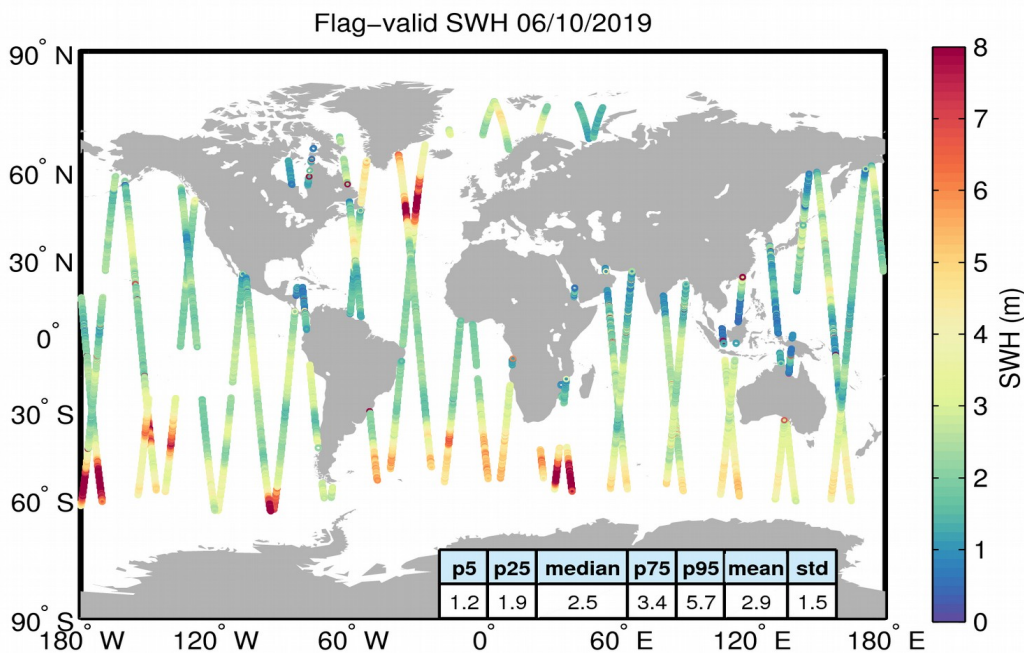 Flag−valid SWH 06/10/2019
90° N
60° N
30° N
0°
30° S
60° S
90° S
180° W
120° W
60° W
0°
60° E
120° E
180° E
8
7
6
5
4
3
2
1
0
SWH (m)
p5 p25 median p75 p95 mean std
1.2 1.9 2.5 3.4 5.7 2.9 1.5